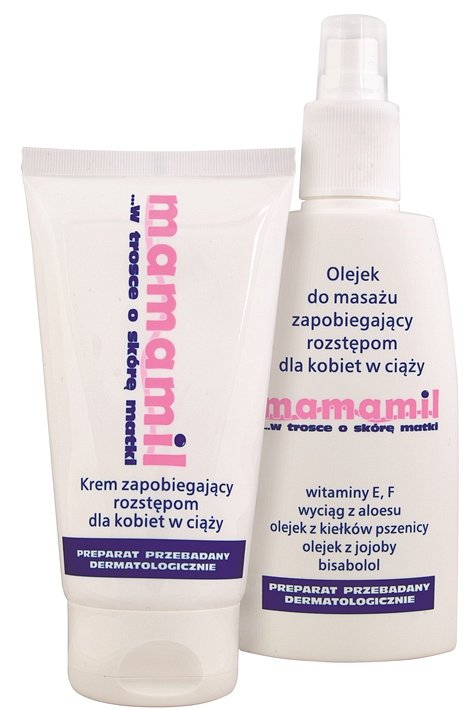 mamamil
...w trosce o skórę matki
Krem zapobiegający
rozstępom
dla kobiet w ciąży
PREPARAT PRZEBADANY
DERMATOLOGICZNIE
Olejek
do masażu
zapobiegający
rozstępom
dla kobiet w ciąży
mamamil
...w trosce o skórę matki
witaminy E, F
wyciąg z aloesu
olejek z kiełków pszenicy
olejek z jojoby
bisabolol
PREPARAT PRZEBADANY
DERMATOLOGICZNIE